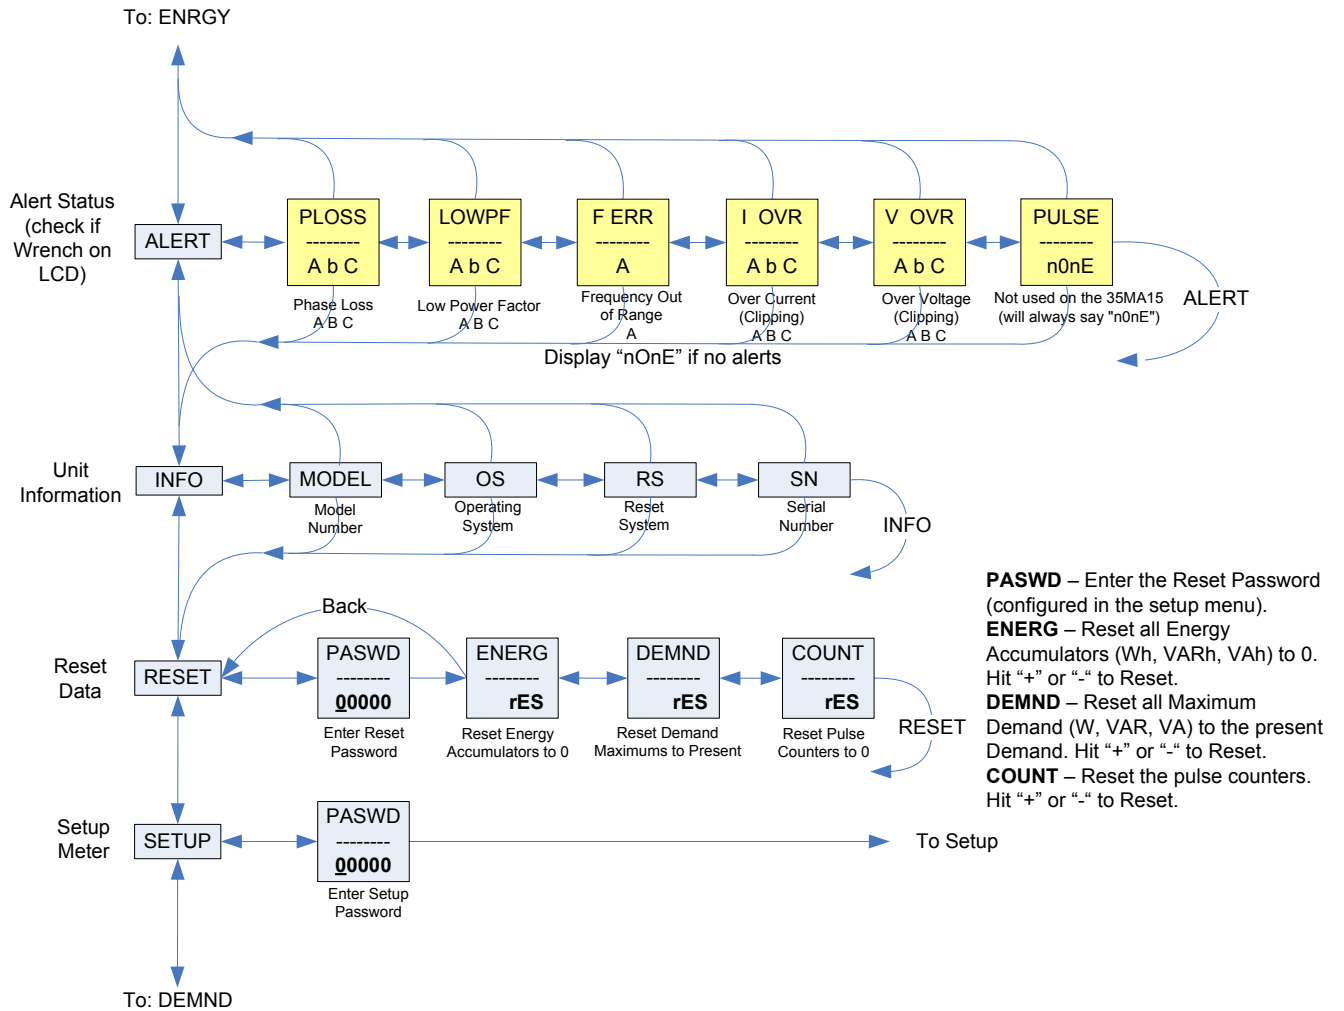 To: ENRGY
Alert Status
(check if
Wrench on
LCD)
ALERT
PLOSS
--------
A b C
Phase Loss
A B C
LOWPF
--------
A b C
Low Power Factor
A B C
F ERR
--------
A
Frequency Out
of Range
A
I OVR
--------
A b C
Over Current
(Clipping)
A B C
V OVR
--------
A b C
Over Voltage
(Clipping)
A B C
PULSE
--------
n0nE
Not used on the 35MA15
(will always say "n0nE")
ALERT
Display “nOnE” if no alerts
Unit
Information
INFO
MODEL
Model
Number
OS
Operating
System
RS
Reset
System
SN
Serial
Number
INFO
Back
Reset
Data
RESET
PASWD
--------
00000
Enter Reset
Password
ENERG
--------
rES
Reset Energy
Accumulators to 0
DEMND
--------
rES
Reset Demand
Maximums to Present
COUNT
--------
rES
Reset Pulse
Counters to 0
RESET
PASWD – Enter the Reset Password
(configured in the setup menu).
ENERG – Reset all Energy
Accumulators (Wh, VARh, VAh) to 0.
Hit “+” or “-“ to Reset.
DEMND – Reset all Maximum
Demand (W, VAR, VA) to the present
Demand. Hit “+” or “-“ to Reset.
COUNT – Reset the pulse counters.
Hit “+” or “-“ to Reset.
Setup
Meter
SETUP
PASWD
--------
00000
Enter Setup
Password
To Setup
To: DEMND